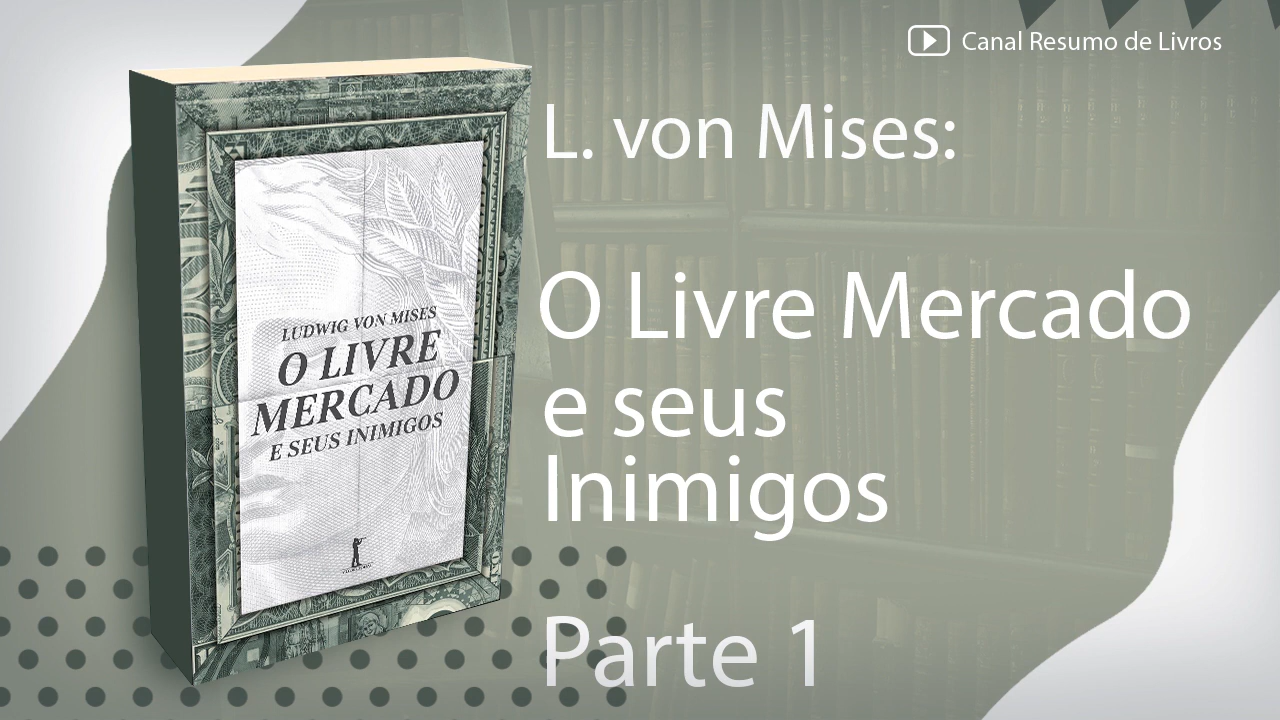 Canal Resumo de Livros
L. von Mises:
O Livre Mercado
e seus
Inimigos
Parte 1
LUDWIG VON MISES
O LIVRE
MERCADO
E SEUS INIMIGOS